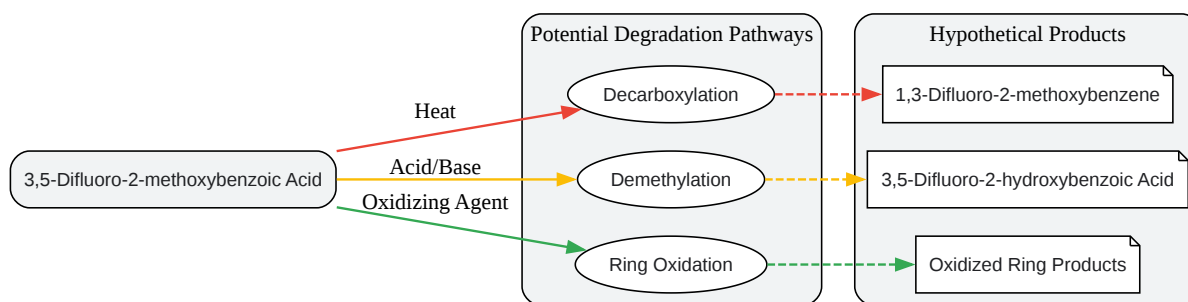 Potential Degradation Pathways
Hypothetical Products
Decarboxylation
1,3-Difluoro-2-methoxybenzene
Heat
3,5-Difluoro-2-methoxybenzoic Acid
Acid/Base
Demethylation
3,5-Difluoro-2-hydroxybenzoic Acid
Oxidizing Agent
Ring Oxidation
Oxidized Ring Products